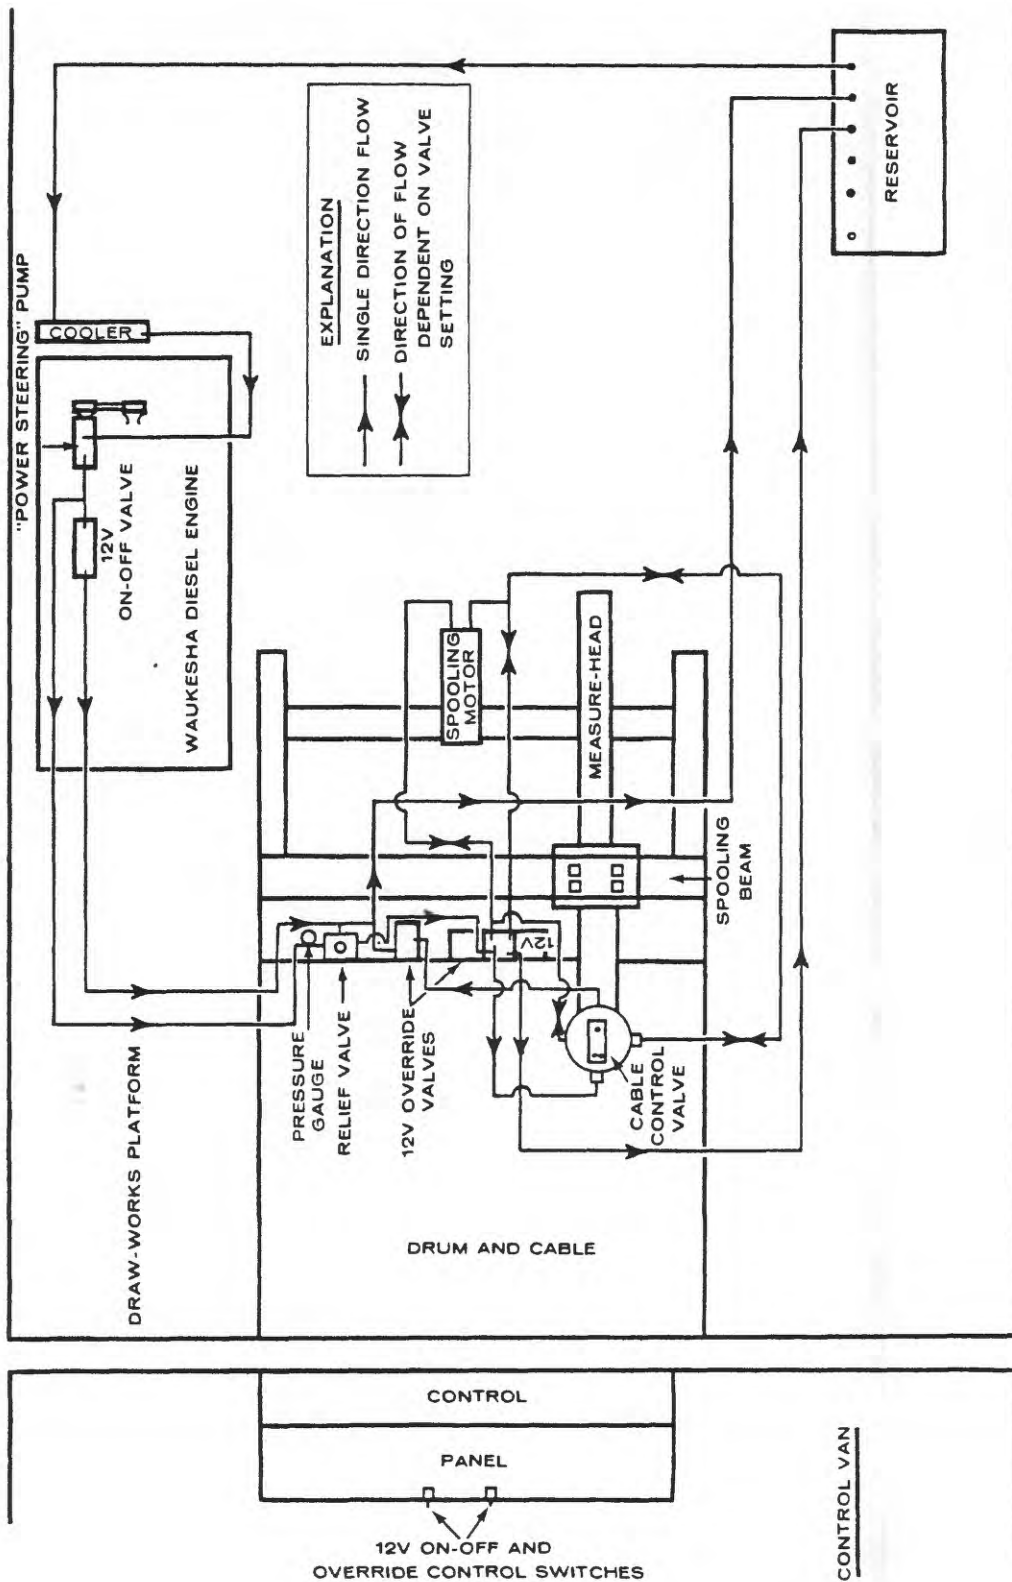 RESERVOIR
EXPLANATION
SINGLE DIRECTION FLOW
DIRECTION OF FLOW
DEPENDENT ON VALVE
SETTING
"POWER STEERING" PUMP
COOLER
12V
ON-OFF VALVE
WAUKESHA DIESEL ENGINE
SPOOLING
MOTOR
MEASURE-HEAD
SPOOLING
BEAM
12V
PRESSURE
GAUGE
RELIEF VALVE
12V OVERRIDE
VALVES
CABLE
CONTROL
VALVE
DRAW-WORKS PLATFORM
DRUM AND CABLE
CONTROL
PANEL
12V ON-OFF AND
OVERRIDE CONTROL SWITCHES
CONTROL VAN